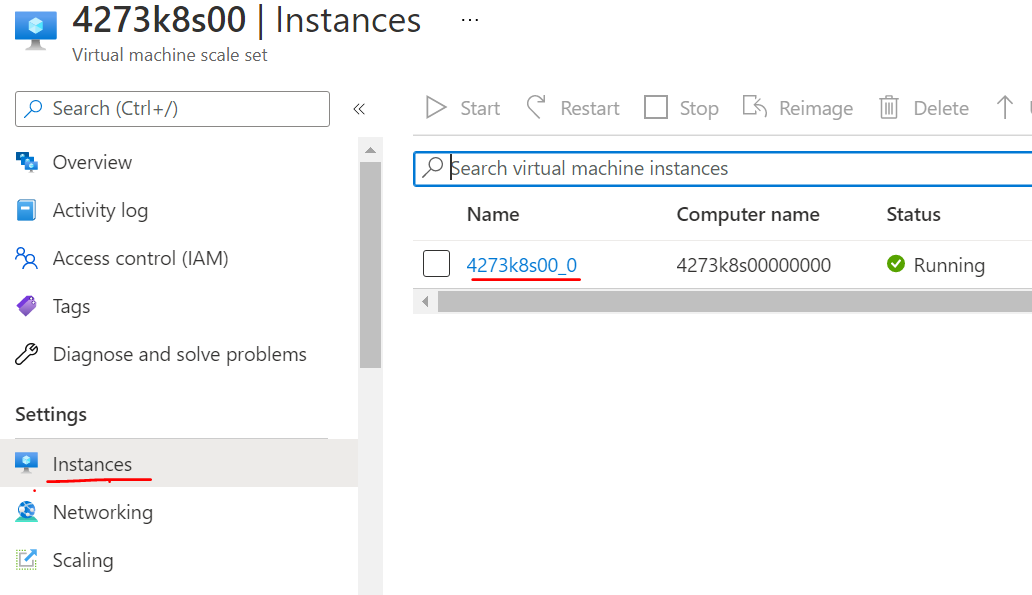 4273k8s00 | Instances ...
Virtual machine scale set
Search (Ctrl+/) «
Start Restart Stop Reimage Delete
Overview
Search virtual machine instances
Activity log
Name Computer name Status
Access control (IAM)
4273k8s00_0 4273k8s00000000 Running
Tags
Diagnose and solve problems
Settings
Instances
Networking
Scaling